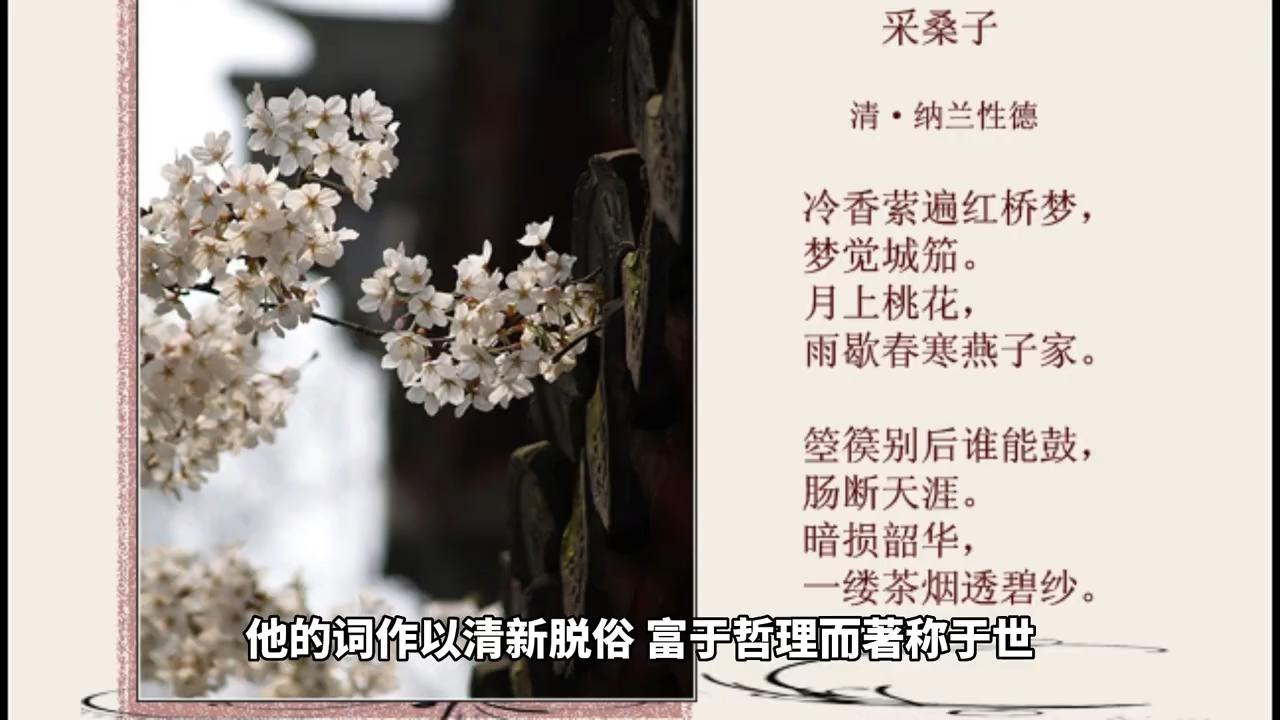 采桑子
清·纳兰性德
冷香萦遍红桥梦，
梦觉城笳。
月上桃花，
雨歇春寒燕子家。
箜篌别后谁能鼓，
肠断天涯。
暗损韶华，
一缕茶烟透碧纱。
他的词作以清新脱俗 富于哲理而著称于世